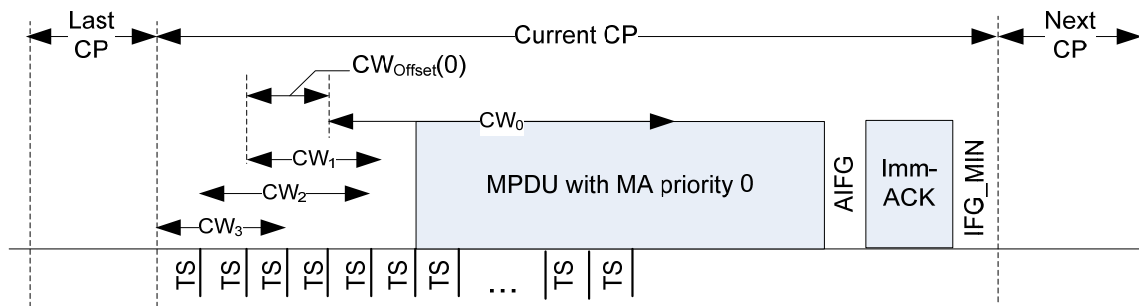 Last
CP
Current CP
Next
CP
CWOffset(0)
CW0
CW1
CW2
CW3
MPDU with MA priority 0
AIFG
Imm-
ACK
IFG_MIN
TS TS TS TS TS TS TS ... TS TS